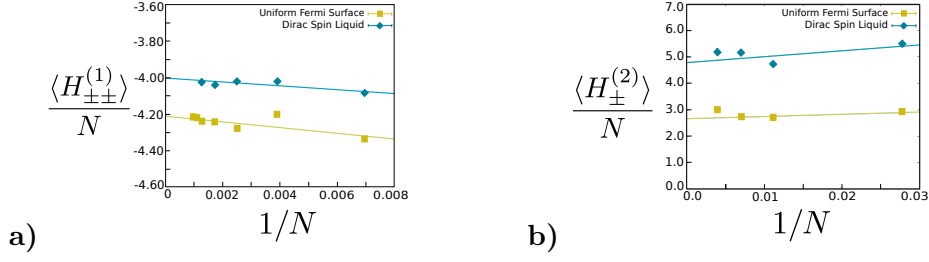 -3.60
-3.80
-4.00
-4.20
-4.40
-4.60
Uniform Fermi Surface
Dirac Spin Liquid
⟨H_{±±}^{(1)}⟩
N
0 0.002 0.004 0.006 0.008
1/N
a)
7.0
6.0
5.0
4.0
3.0
2.0
1.0
0.0
Uniform Fermi Surface
Dirac Spin Liquid
⟨H_{±}^{(2)}⟩
N
0 0.01 0.02 0.03
1/N
b)